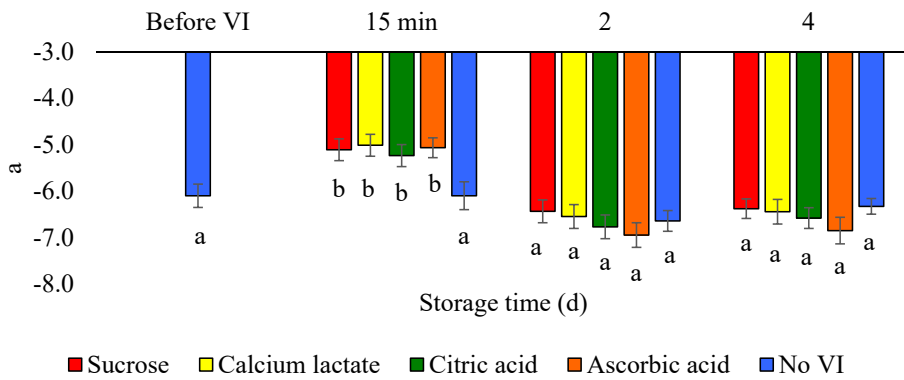 Before VI 15 min 2 4
-3.0
-4.0
-5.0
-6.0
-7.0
-8.0
a
b b b b a
a
a a a a a
a a a a a
Storage time (d)
Sucrose Calcium lactate Citric acid Ascorbic acid No VI
a